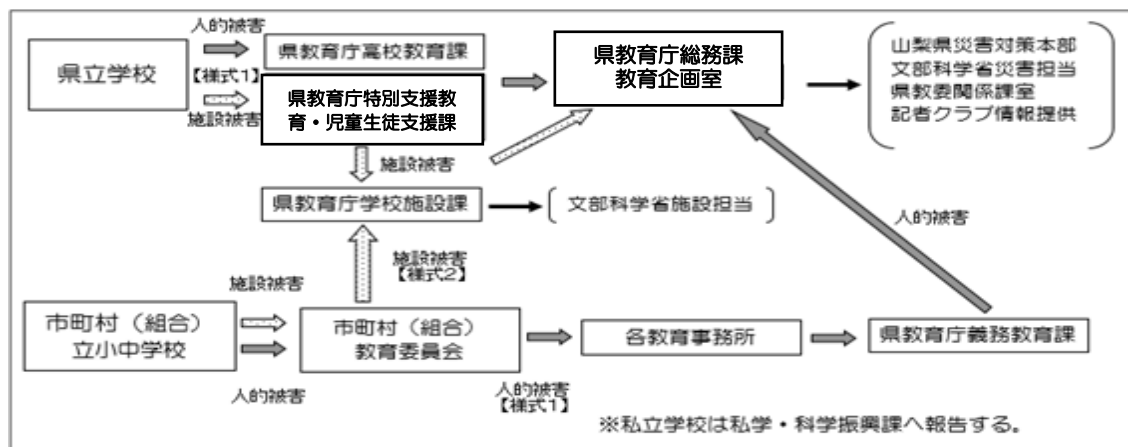 人的被害
県立学校
【様式1】
施設被害
県教育庁高校教育課
県教育庁特別支援教
育・児童生徒支援課
県教育庁総務課
教育企画室
山梨県災害対策本部
文部科学省災害担当
県教委関係課室
記者クラブ情報提供
施設被害
県教育庁学校施設課
文部科学省施設担当
人的被害
施設被害
【様式2】
施設被害
市町村（組合）
立小中学校
人的被害
市町村（組合）
教育委員会
人的被害
【様式1】
各教育事務所
県教育庁義務教育課
※私立学校は私学・科学振興課へ報告する。